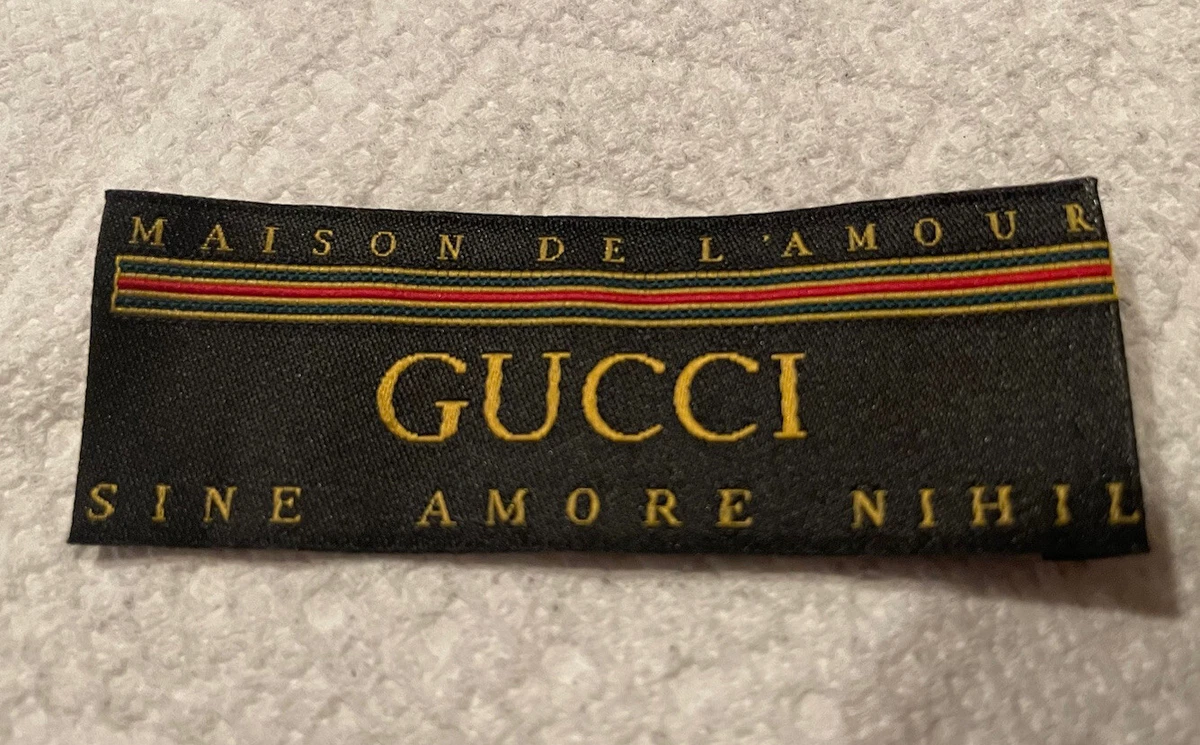 MAISON DE L'AMOUR
GUCCI
SINE AMORE NIHIL